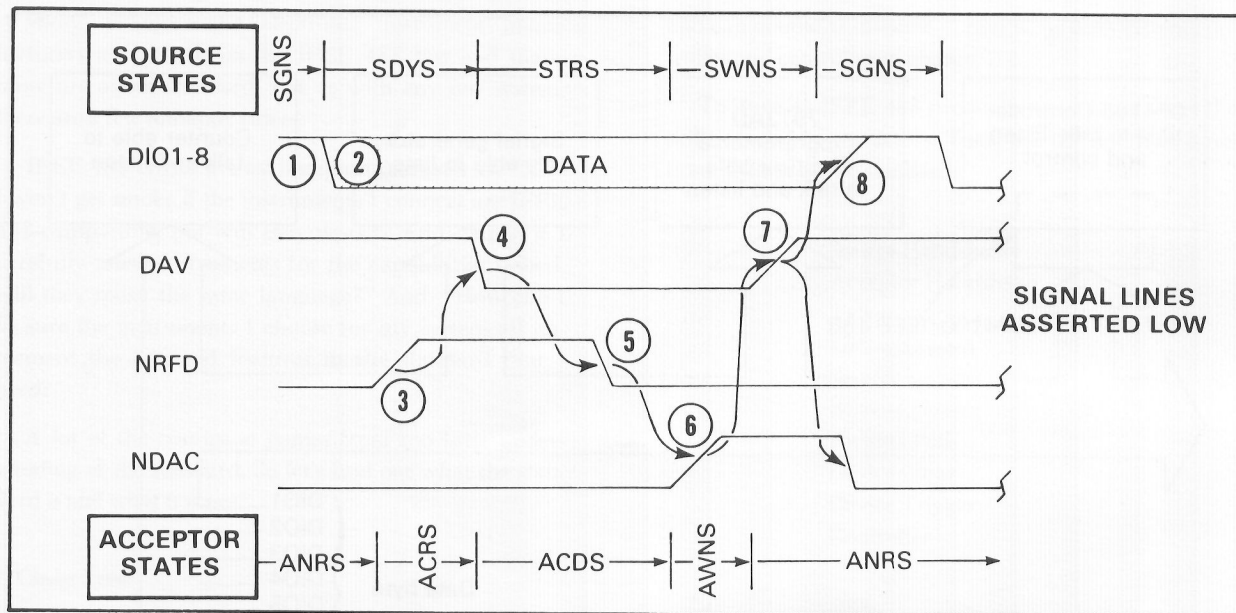 SOURCE STATES
SGNS SDYS STRS SWNS SGNS
DIO1-8
1 2 DATA 8
DAV
4 7
SIGNAL LINES
ASSERTED LOW
NRFD
3 5
NDAC
6
ACCEPTOR STATES
ANRS ACRS ACDS AWNS ANRS